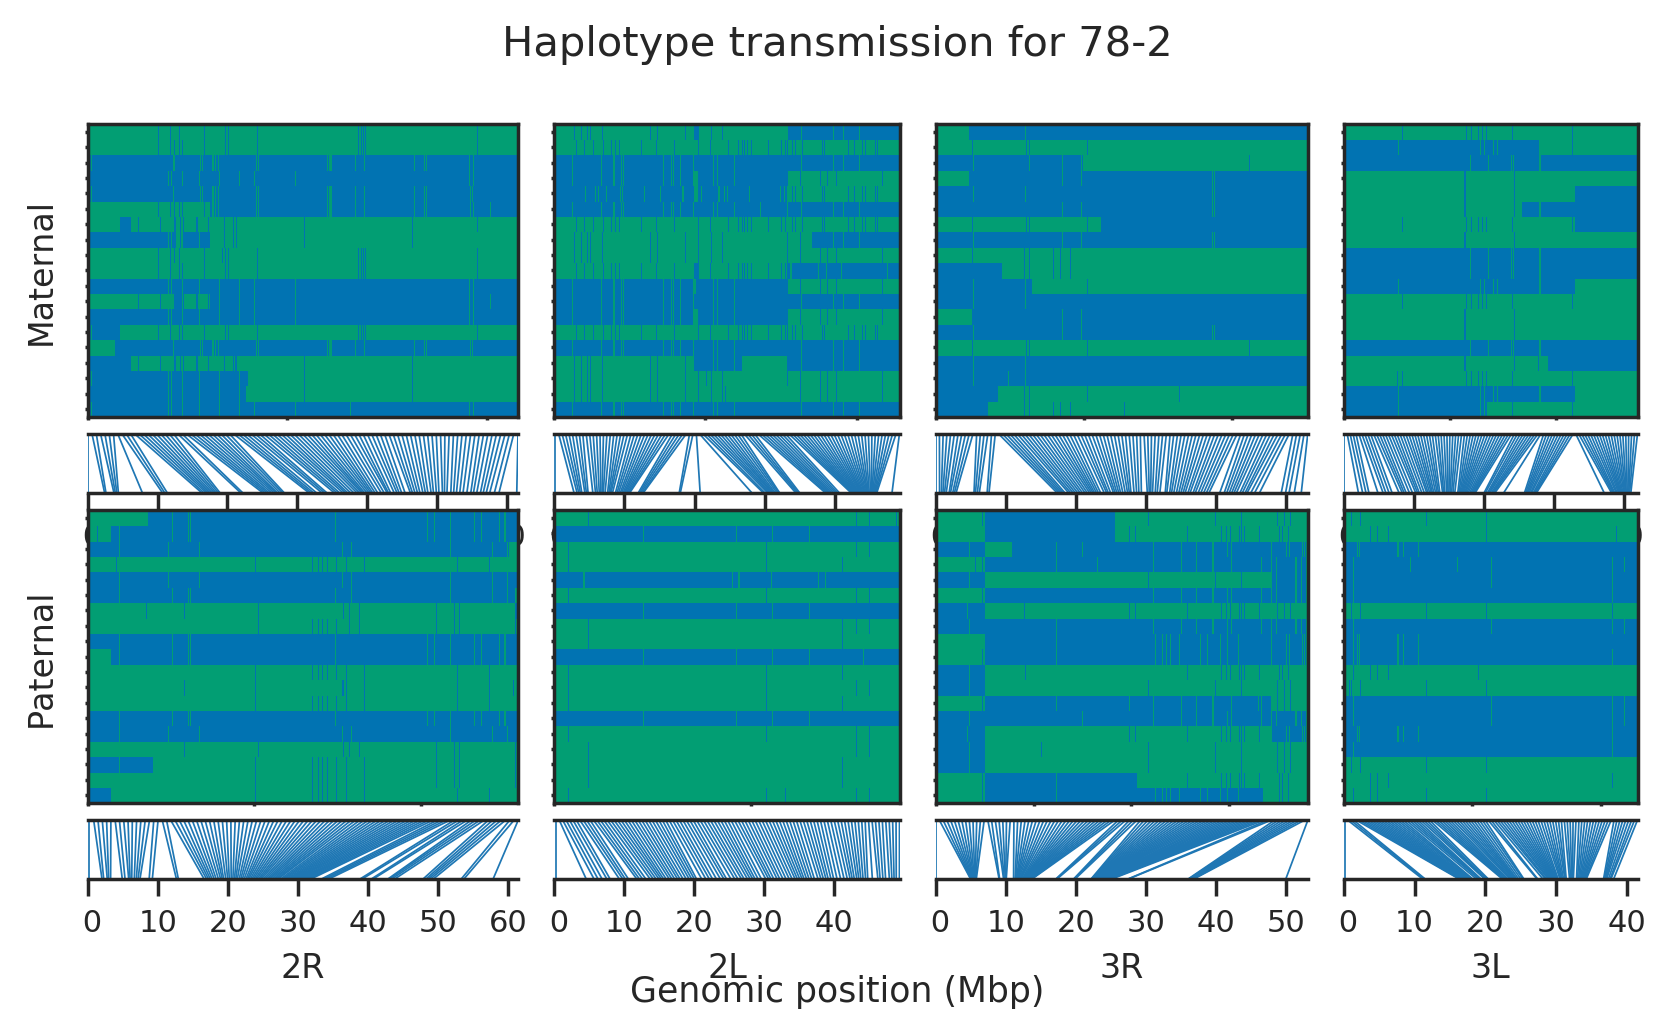 Haplotype transmission for 78-2
Maternal
Paternal
0 10 20 30 40 50 60
0 10 20 30 40
0 10 20 30 40 50
0 10 20 30 40
2R
2L
3R
3L
Genomic position (Mbp)